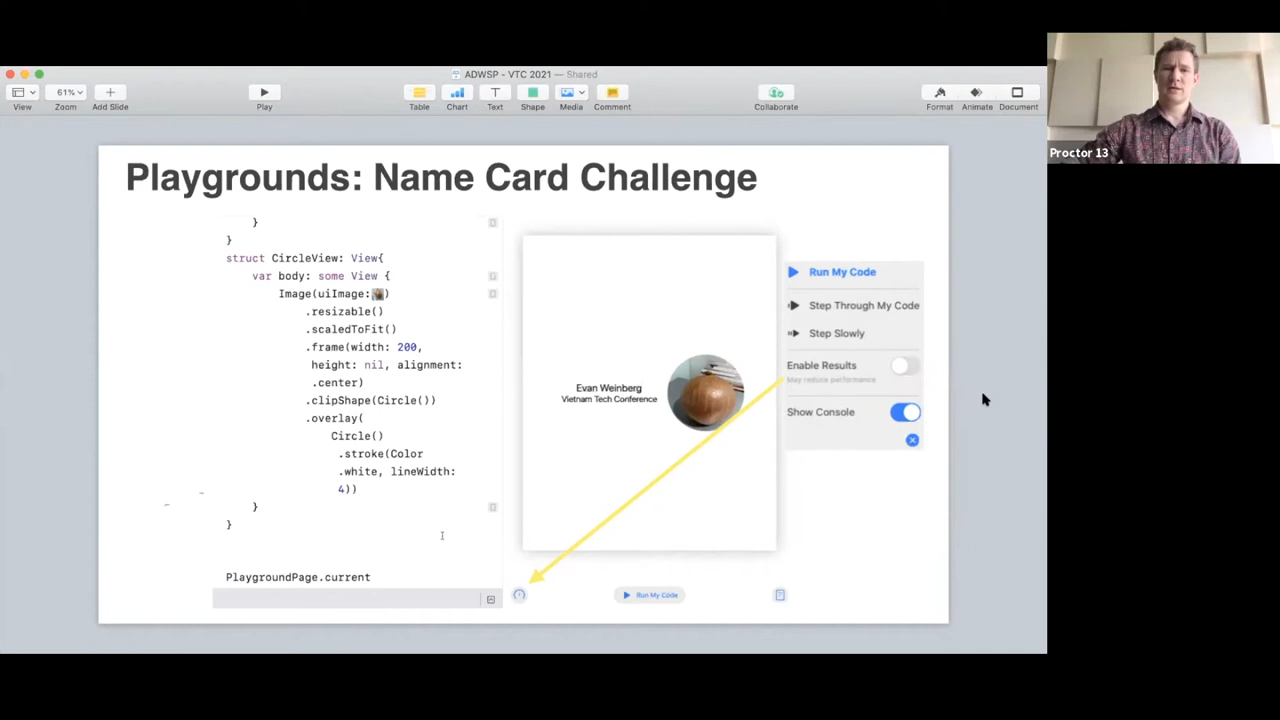 ADWSP - VTC 2021 — Shared
61%
View
Zoom
Add Slide
Play
Table
Chart
Text
Shape
Media
Comment
Collaborate
Format
Animate
Document
Proctor 13
Playgrounds: Name Card Challenge
}
}
struct CircleView: View{
var body: some View {
Image(uiImage: )
.resizable()
.scaledToFit()
.frame(width: 200,
height: nil, alignment:
.center)
.clipShape(Circle())
.overlay(
Circle()
.stroke(Color
.white, lineWidth:
4))
}
}
PlaygroundPage.current
Evan Weinberg
Vietnam Tech Conference
Run My Code
Run My Code
Step Through My Code
Step Slowly
Enable Results
May reduce performance
Show Console